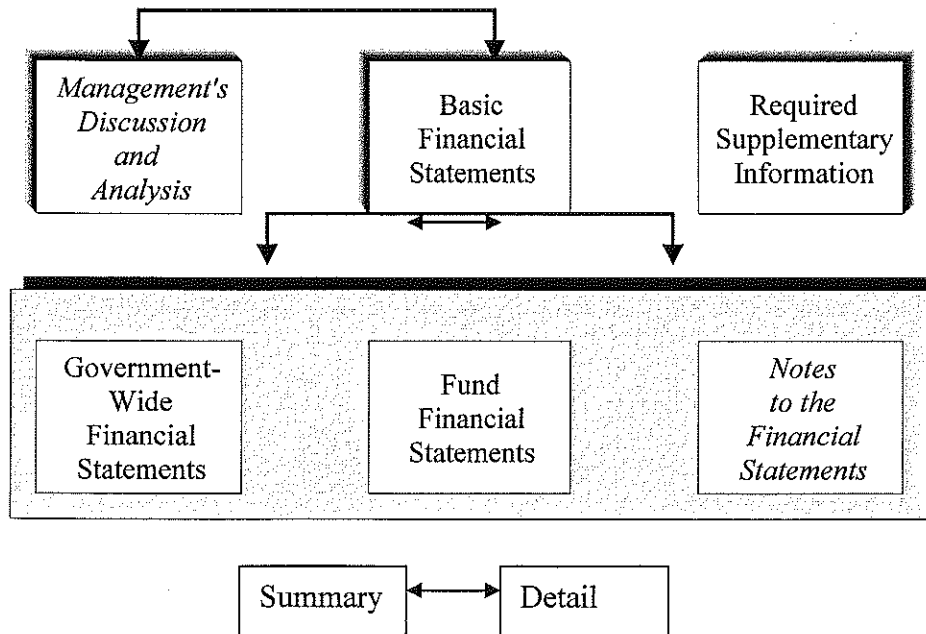 Management's
Discussion
and
Analysis
Basic
Financial
Statements
Required
Supplementary
Information
Government-
Wide
Financial
Statements
Fund
Financial
Statements
Notes
to the
Financial
Statements
Summary
Detail